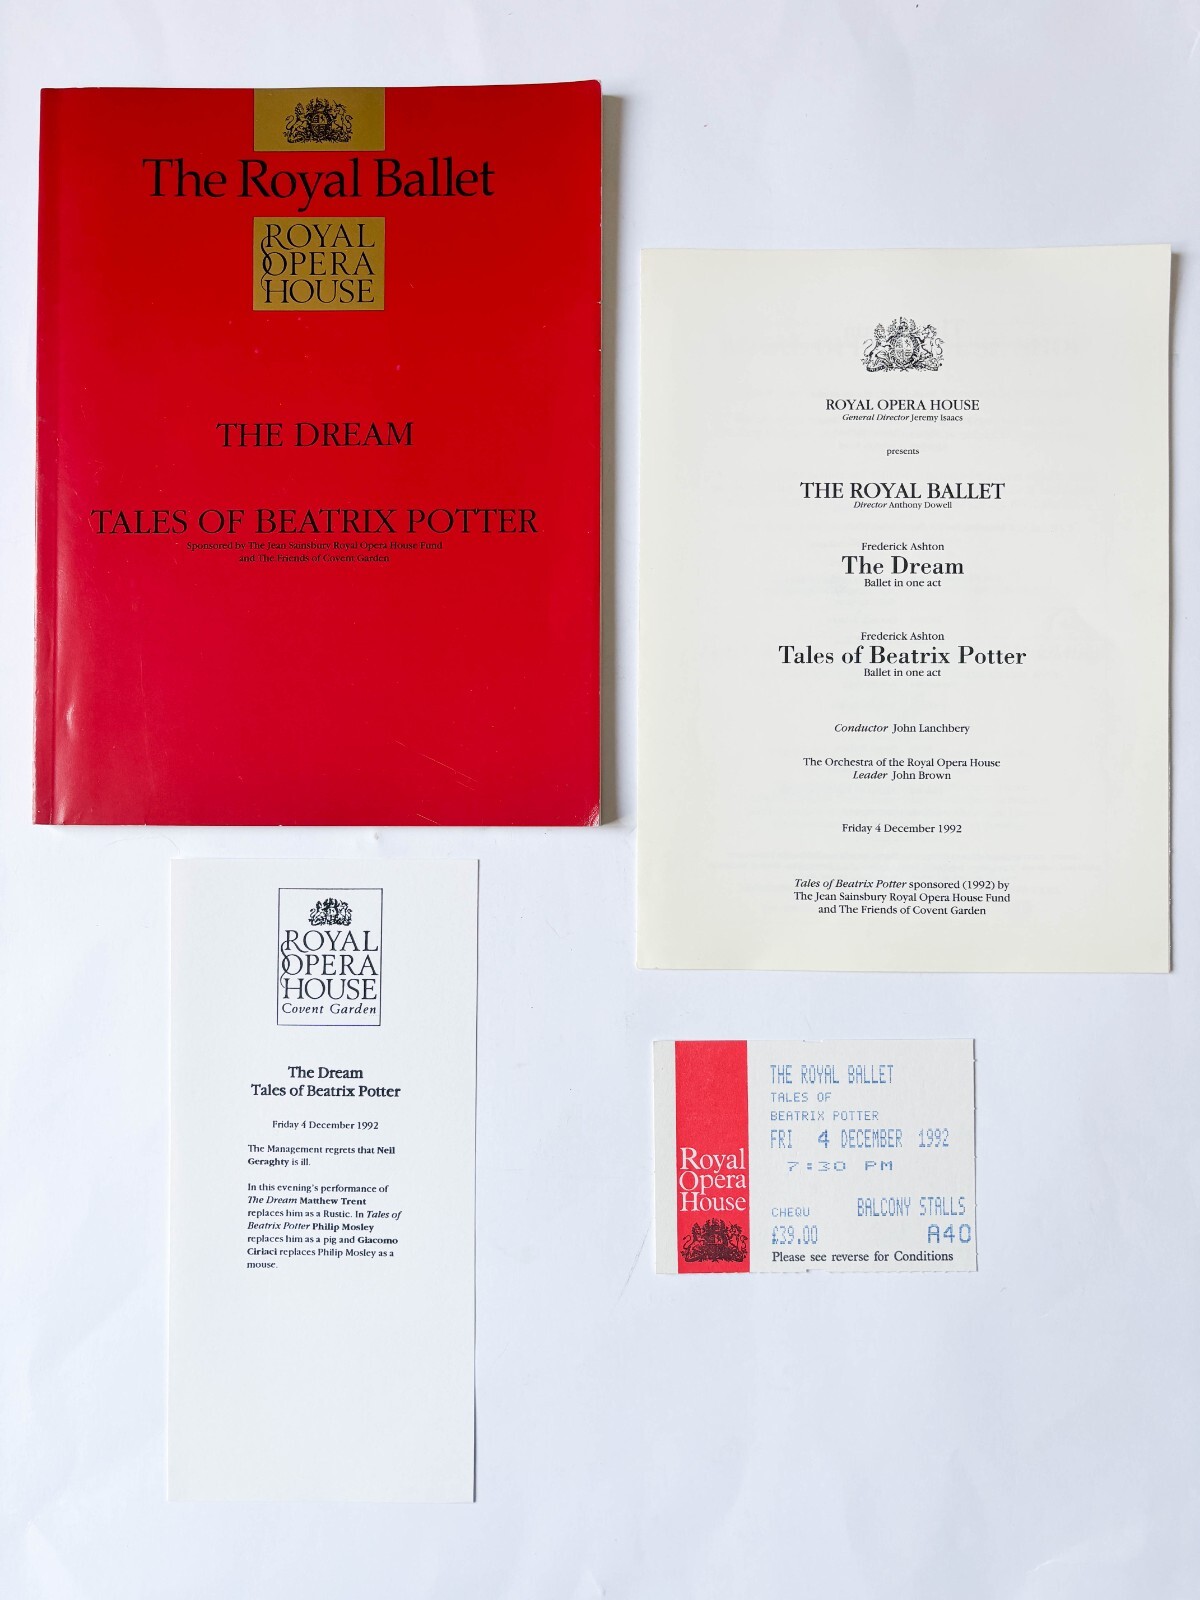 The Royal Ballet
ROYAL
OPERA
HOUSE
THE DREAM
TALES OF BEATRIX POTTER
Sponsored by The Jean Sainsbury Royal Opera House Fund
and The Friends of Covent Garden
ROYAL OPERA HOUSE
General Director Jeremy Isaacs
presents
THE ROYAL BALLET
Director Anthony Dowell
Frederick Ashton
The Dream
Ballet in one act
Frederick Ashton
Tales of Beatrix Potter
Ballet in one act
Conductor John Lanchbery
The Orchestra of the Royal Opera House
Leader John Brown
Friday 4 December 1992
Tales of Beatrix Potter sponsored (1992) by
The Jean Sainsbury Royal Opera House Fund
and The Friends of Covent Garden
ROYAL
OPERA
HOUSE
Covent Garden
The Dream
Tales of Beatrix Potter
Friday 4 December 1992
The Management regrets that Neil
Geraghty is ill.
In this evening's performance of
The Dream Matthew Trent
replaces him as a Rustic. In Tales of
Beatrix Potter Philip Mosley
replaces him as a pig and Giacomo
Ciriaci replaces Philip Mosley as a
mouse.
Royal
Opera
House
THE ROYAL BALLET
TALES OF
BEATRIX POTTER
FRI 4 DECEMBER 1992
7:30 PM
CHEQU BALCONY STALLS
£39.00 A40
Please see reverse for Conditions